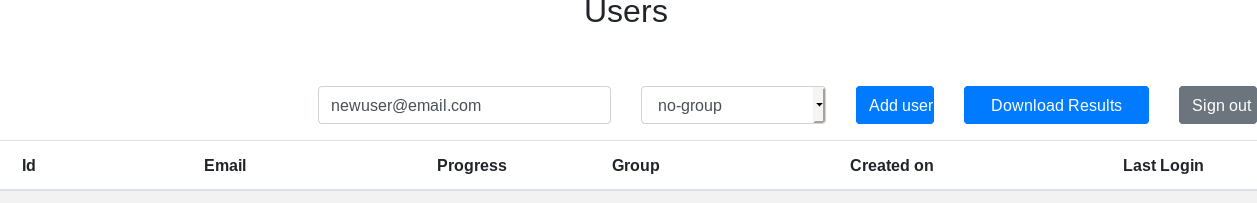 Users
newuser@email.com no-group Add user Download Results Sign out
Id Email Progress Group Created on Last Login